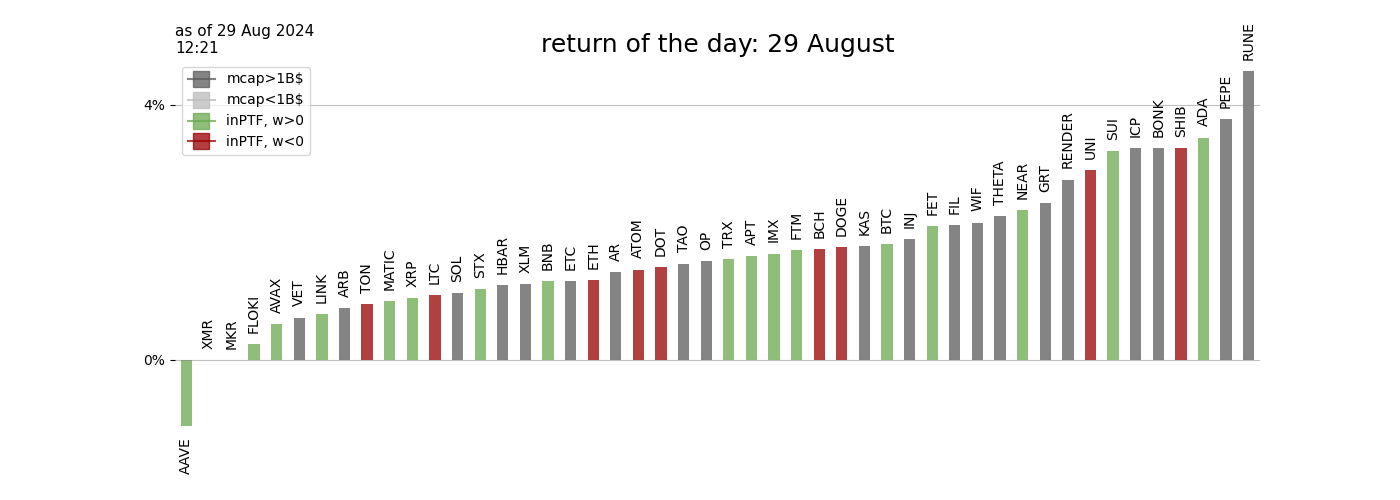 as of 29 Aug 2024
12:21
return of the day: 29 August
mcap>1B$
mcap<1B$
inPTF, w>0
inPTF, w<0
4%
0%
AAVE
XMR
MKR
FLOKI
AVAX
VET
LINK
ARB
TON
MATIC
XRP
LTC
SOL
STX
HBAR
XLM
BNB
ETC
ETH
AR
ATOM
DOT
TAO
OP
TRX
APT
IMX
FTM
BCH
DOGE
KAS
BTC
INJ
FET
FIL
WIF
THETA
NEAR
GRT
RENDER
UNI
SUI
ICP
BONK
SHIB
ADA
PEPE
RUNE